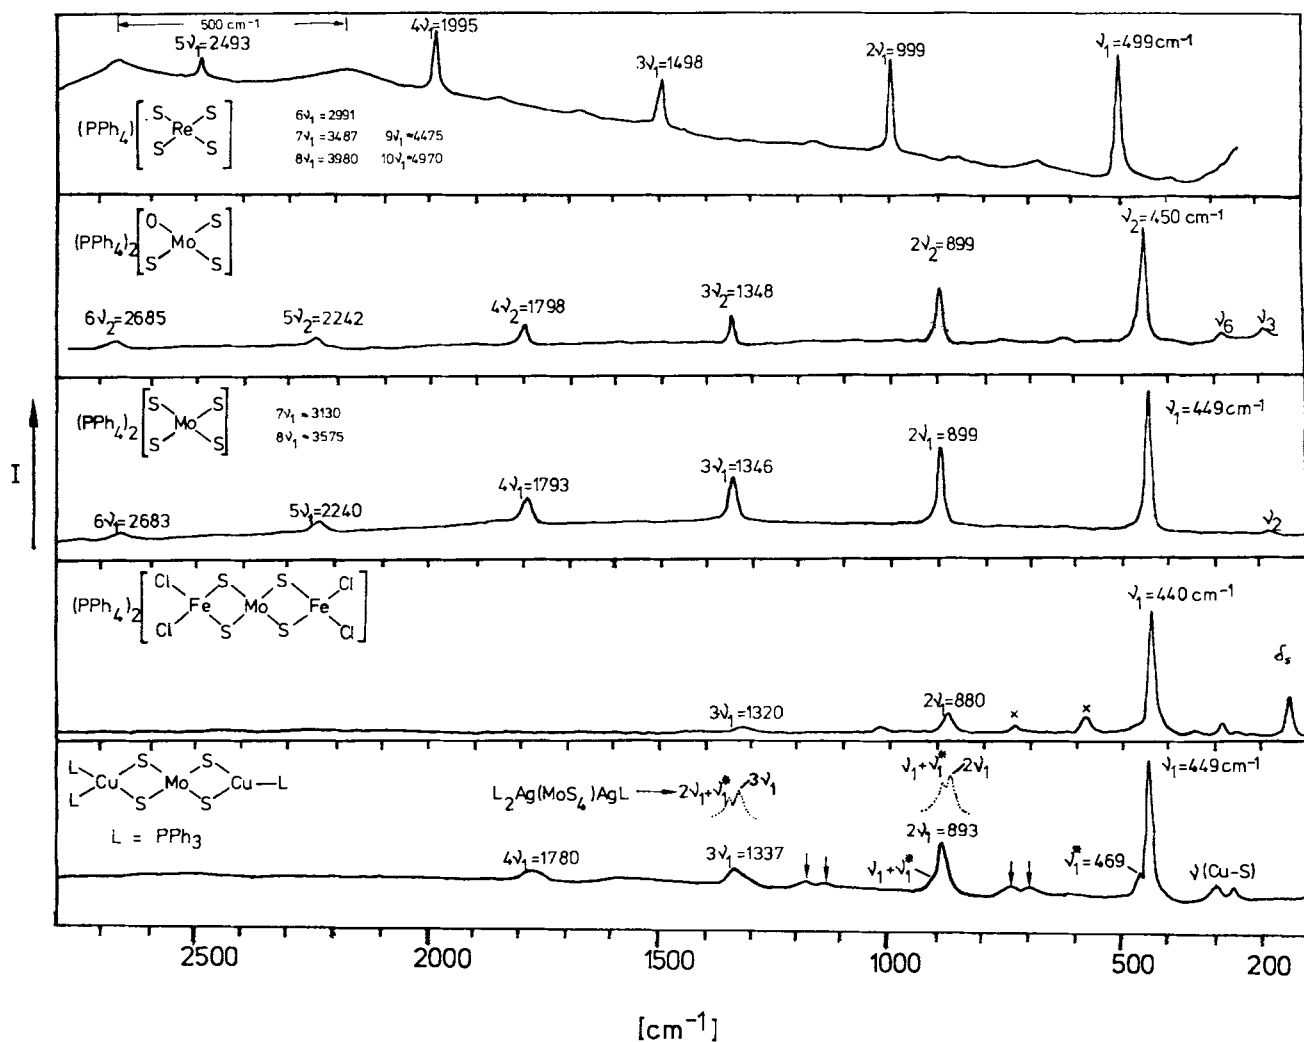 500 cm⁻¹
5ν₁=2493
4ν₁=1995
3ν₁=1498
2ν₁=999
ν₁=499cm⁻¹
(PPh₄)
S S
Re
S S
6ν₁=2991
7ν₁=3487 9ν₁=4475
8ν₁=3980 10ν₁=4970
(PPh₄)₂
O S
Mo
S S
6ν₂=2685
5ν₂=2242
4ν₂=1798
3ν₂=1348
2ν₂=899
ν₂=450 cm⁻¹
ν₆
ν₃
(PPh₄)₂
S S
Mo
S S
7ν₁=3130
8ν₁=3575
6ν₁=2683
5ν₁=2240
4ν₁=1793
3ν₁=1346
2ν₁=899
ν₁=449cm⁻¹
ν₂
I
(PPh₄)₂
Cl S S Cl
Fe Mo Fe
Cl S S Cl
3ν₁=1320
2ν₁=880
x
x
ν₁=440 cm⁻¹
δₛ
L S S
Cu Mo Cu—L
L S S
L = PPh₃
L₂Ag(MoS₄)AgL
2ν₁+ν₁*
3ν₁
ν₁+ν₁*
2ν₁
4ν₁=1780
3ν₁=1337
ν₁+ν₁*
2ν₁=893
ν₁*=469
ν₁=449cm⁻¹
ν(Cu–S)
2500 2000 1500 1000 500 200
[cm⁻¹]